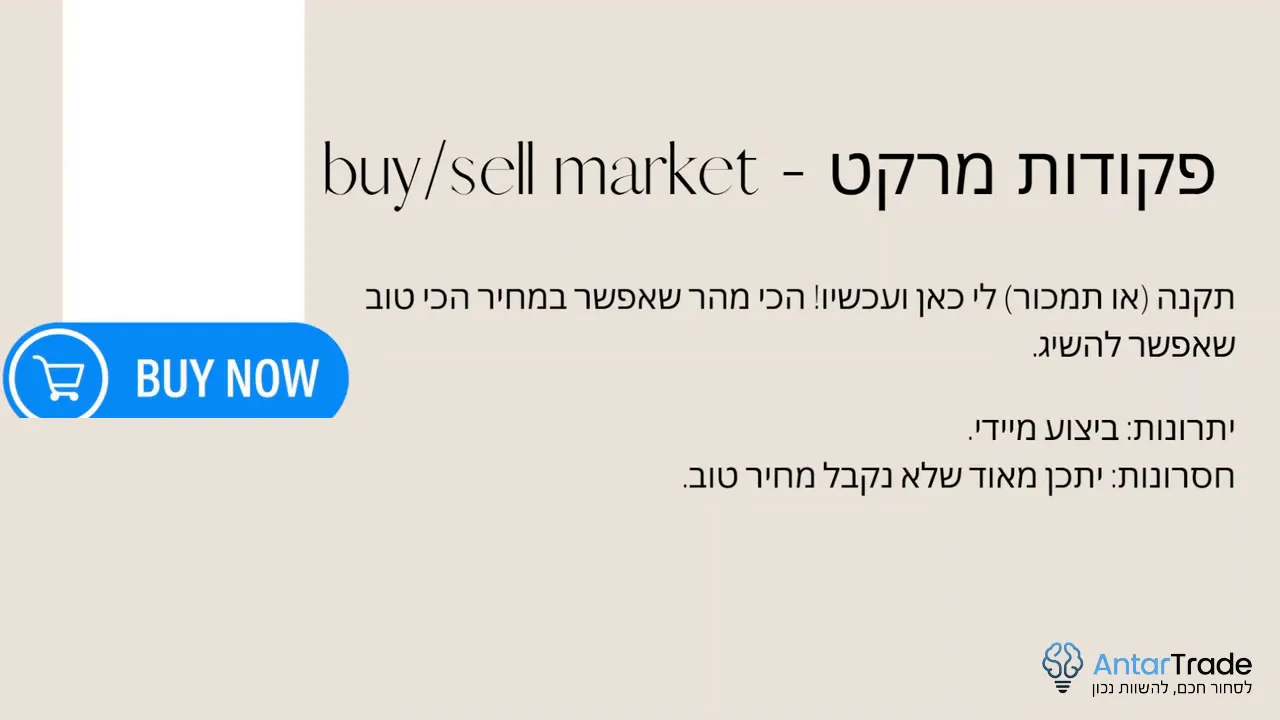 פקודות מרקט - buy/sell market
תקנה (או תמכור) לי כאן ועכשיו! הכי מהר שאפשר במחיר הכי טוב
שאפשר להשיג.
BUY NOW
יתרונות: ביצוע מיידי.
חסרונות: יתכן מאוד שלא נקבל מחיר טוב.
AntarTrade
לסחור חכם, להשוות נכון